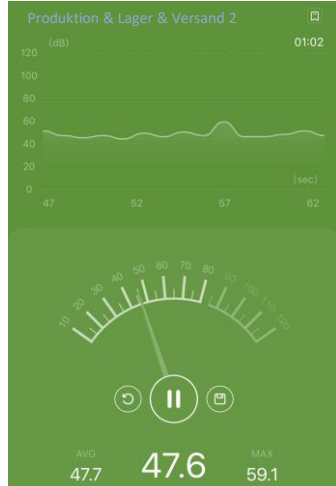 Produktion & Lager & Versand 2
(dB)
01:02
120
100
80
60
40
20
0
(sec)
47 52 57 62
10 20 30 40 50 60 70 80 90 100 110 120
AVG
47.7
47.6
MAX
59.1